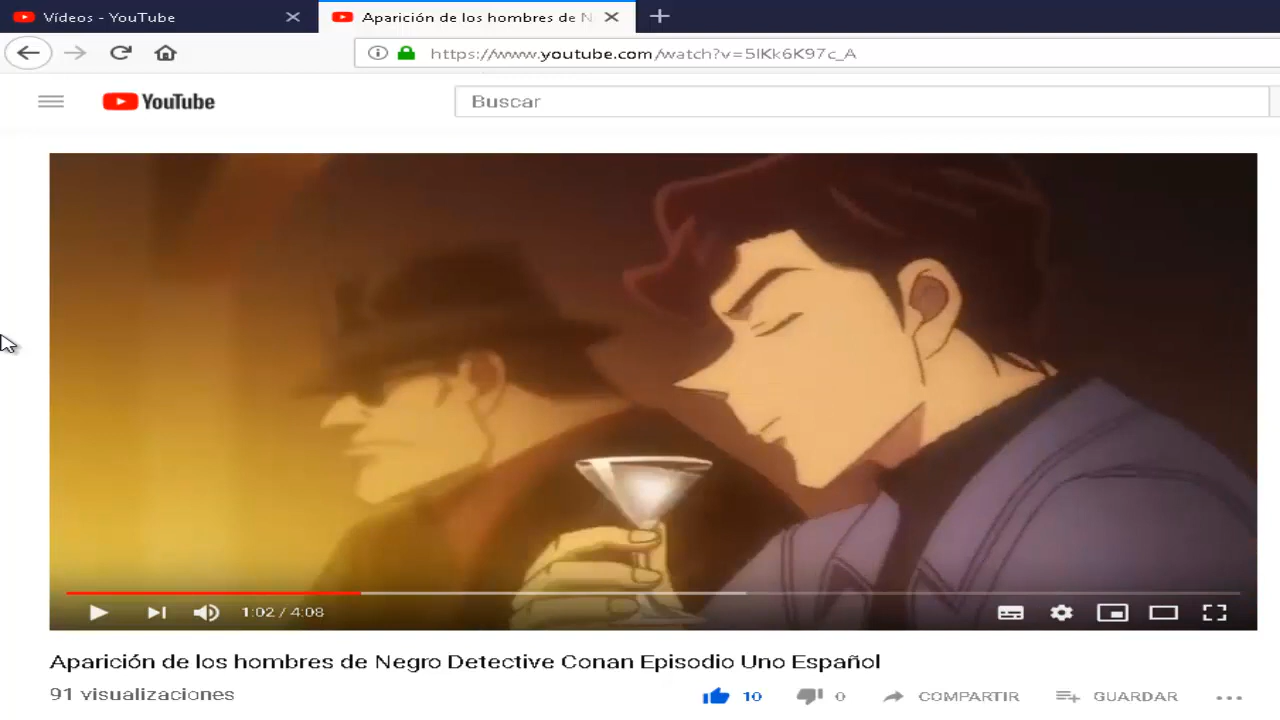 Vídeos - YouTube
Aparición de los hombres de N
https://www.youtube.com/watch?v=5lKk6K97c_A
YouTube
Buscar
1:02 / 4:08
Aparición de los hombres de Negro Detective Conan Episodio Uno Español
91 visualizaciones
10
0
COMPARTIR
GUARDAR